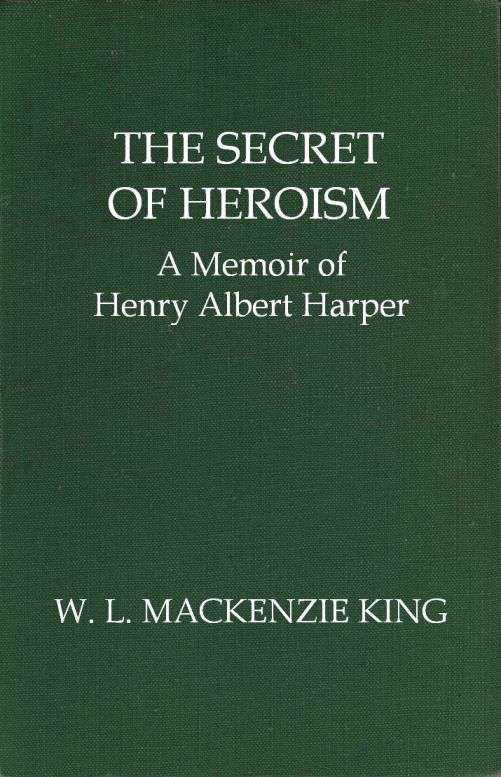 THE SECRET
OF HEROISM
A Memoir of
Henry Albert Harper
W. L. MACKENZIE KING